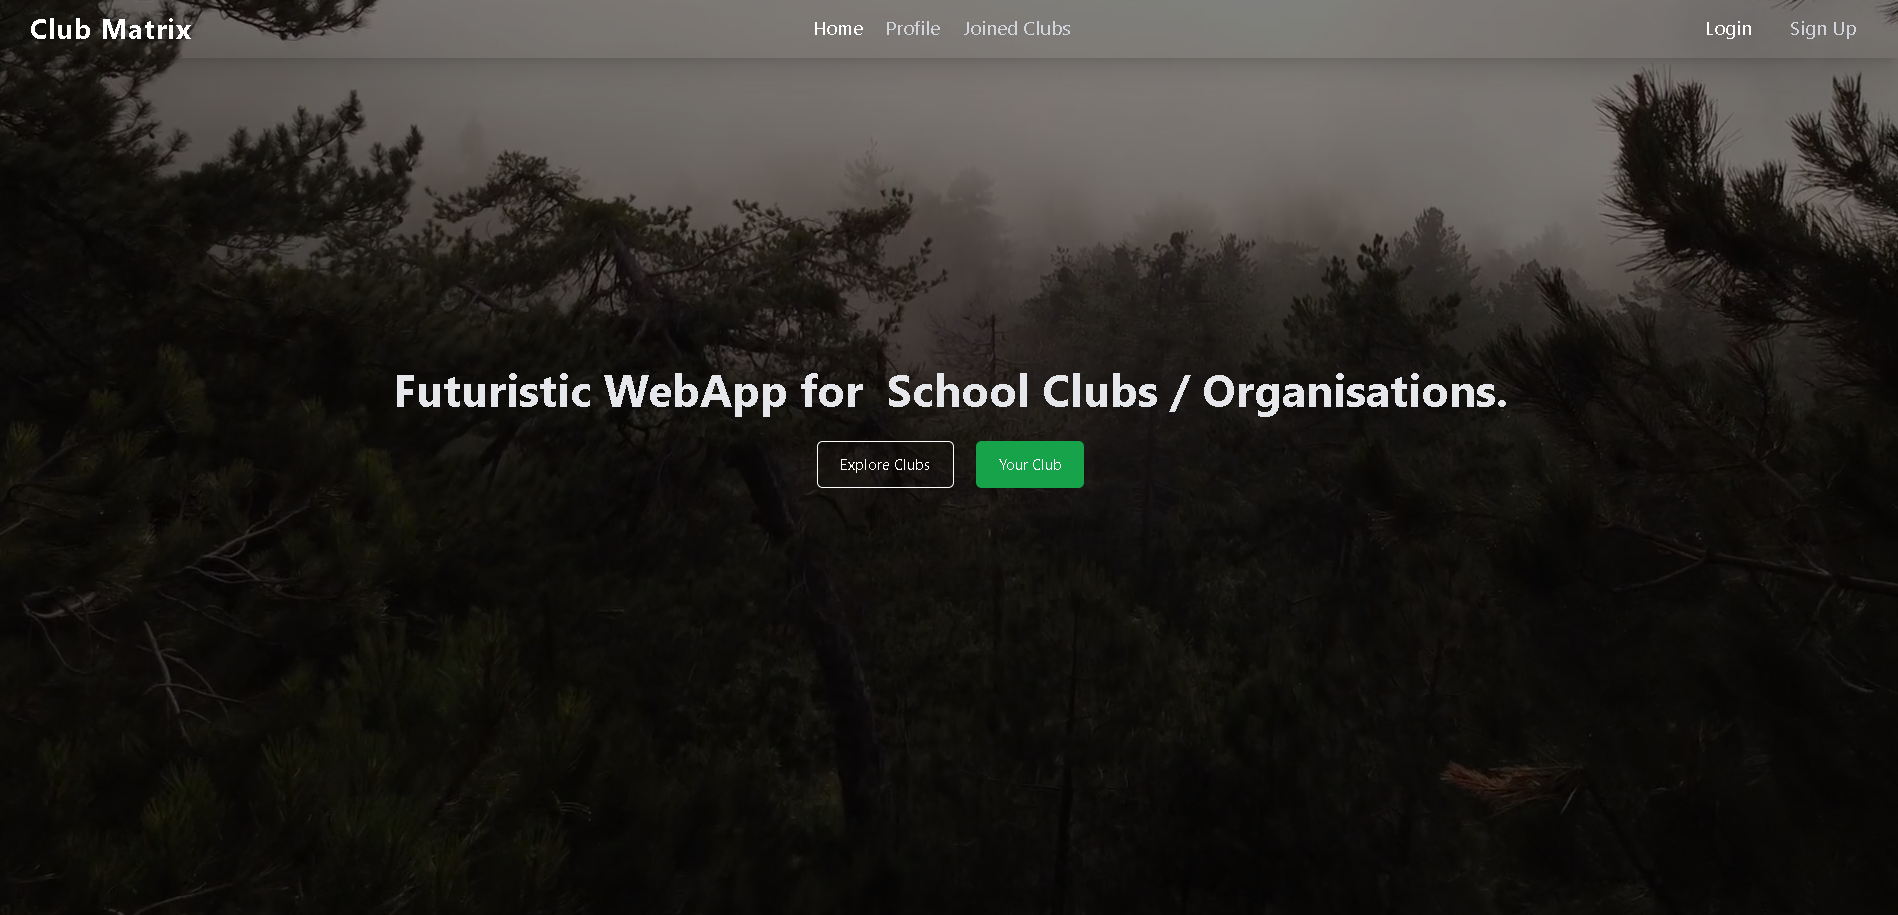 Club Matrix
Home Profile Joined Clubs
Login Sign Up
Futuristic WebApp for  School Clubs / Organisations.
Explore Clubs
Your Club